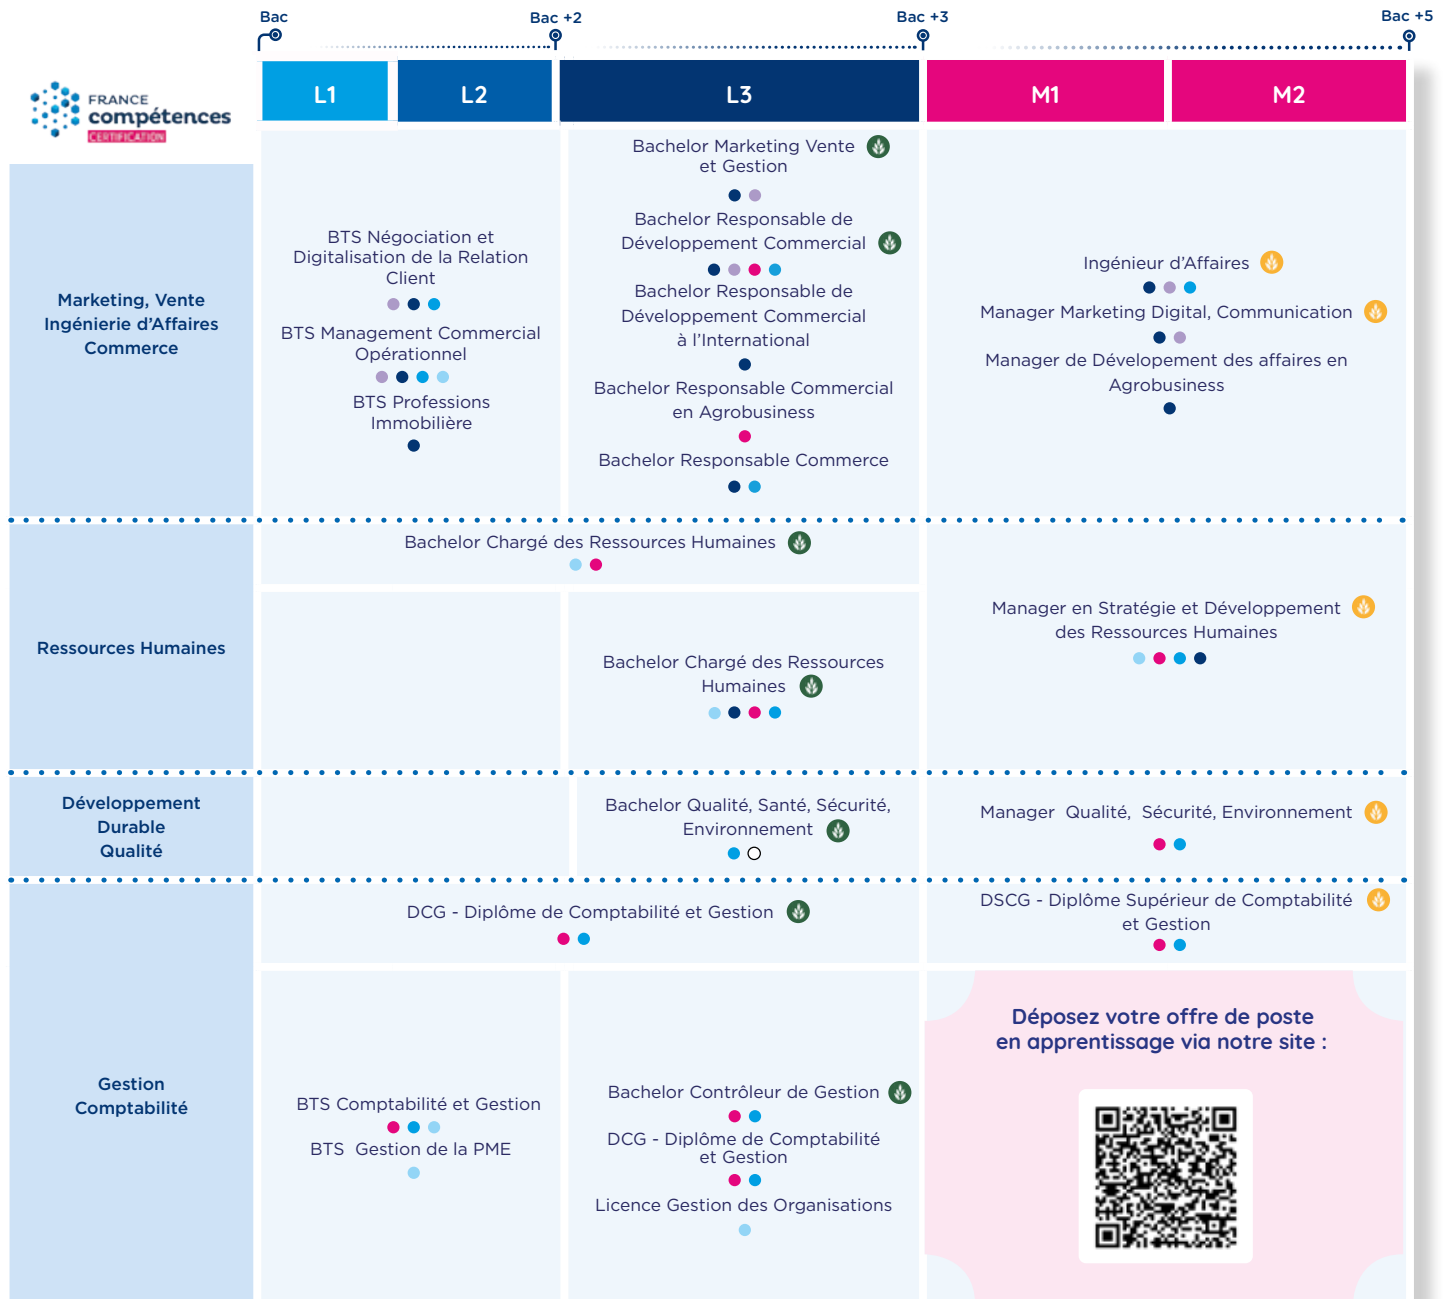 Bac
Bac +2
Bac +3
Bac +5
FRANCE
compétences
CERTIFICATION
L1
L2
L3
M1
M2
Marketing, Vente
Ingénierie d'Affaires
Commerce
BTS Négociation et
Digitalisation de la Relation
Client
BTS Management Commercial
Opérationnel
BTS Professions
Immobilière
Bachelor Marketing Vente
et Gestion
Bachelor Responsable de
Développement Commercial
Bachelor Responsable de
Développement Commercial
à l'International
Bachelor Responsable Commercial
en Agrobusiness
Bachelor Responsable Commerce
Ingénieur d'Affaires
Manager Marketing Digital, Communication
Manager de Dévelopement des affaires en
Agrobusiness
Ressources Humaines
Bachelor Chargé des Ressources Humaines
Bachelor Chargé des Ressources
Humaines
Manager en Stratégie et Développement
des Ressources Humaines
Développement
Durable
Qualité
Bachelor Qualité, Santé, Sécurité,
Environnement
Manager Qualité, Sécurité, Environnement
Gestion
Comptabilité
DCG - Diplôme de Comptabilité et Gestion
DSCG - Diplôme Supérieur de Comptabilité
et Gestion
BTS Comptabilité et Gestion
BTS Gestion de la PME
Bachelor Contrôleur de Gestion
DCG - Diplôme de Comptabilité
et Gestion
Licence Gestion des Organisations
Déposez votre offre de poste
en apprentissage via notre site :